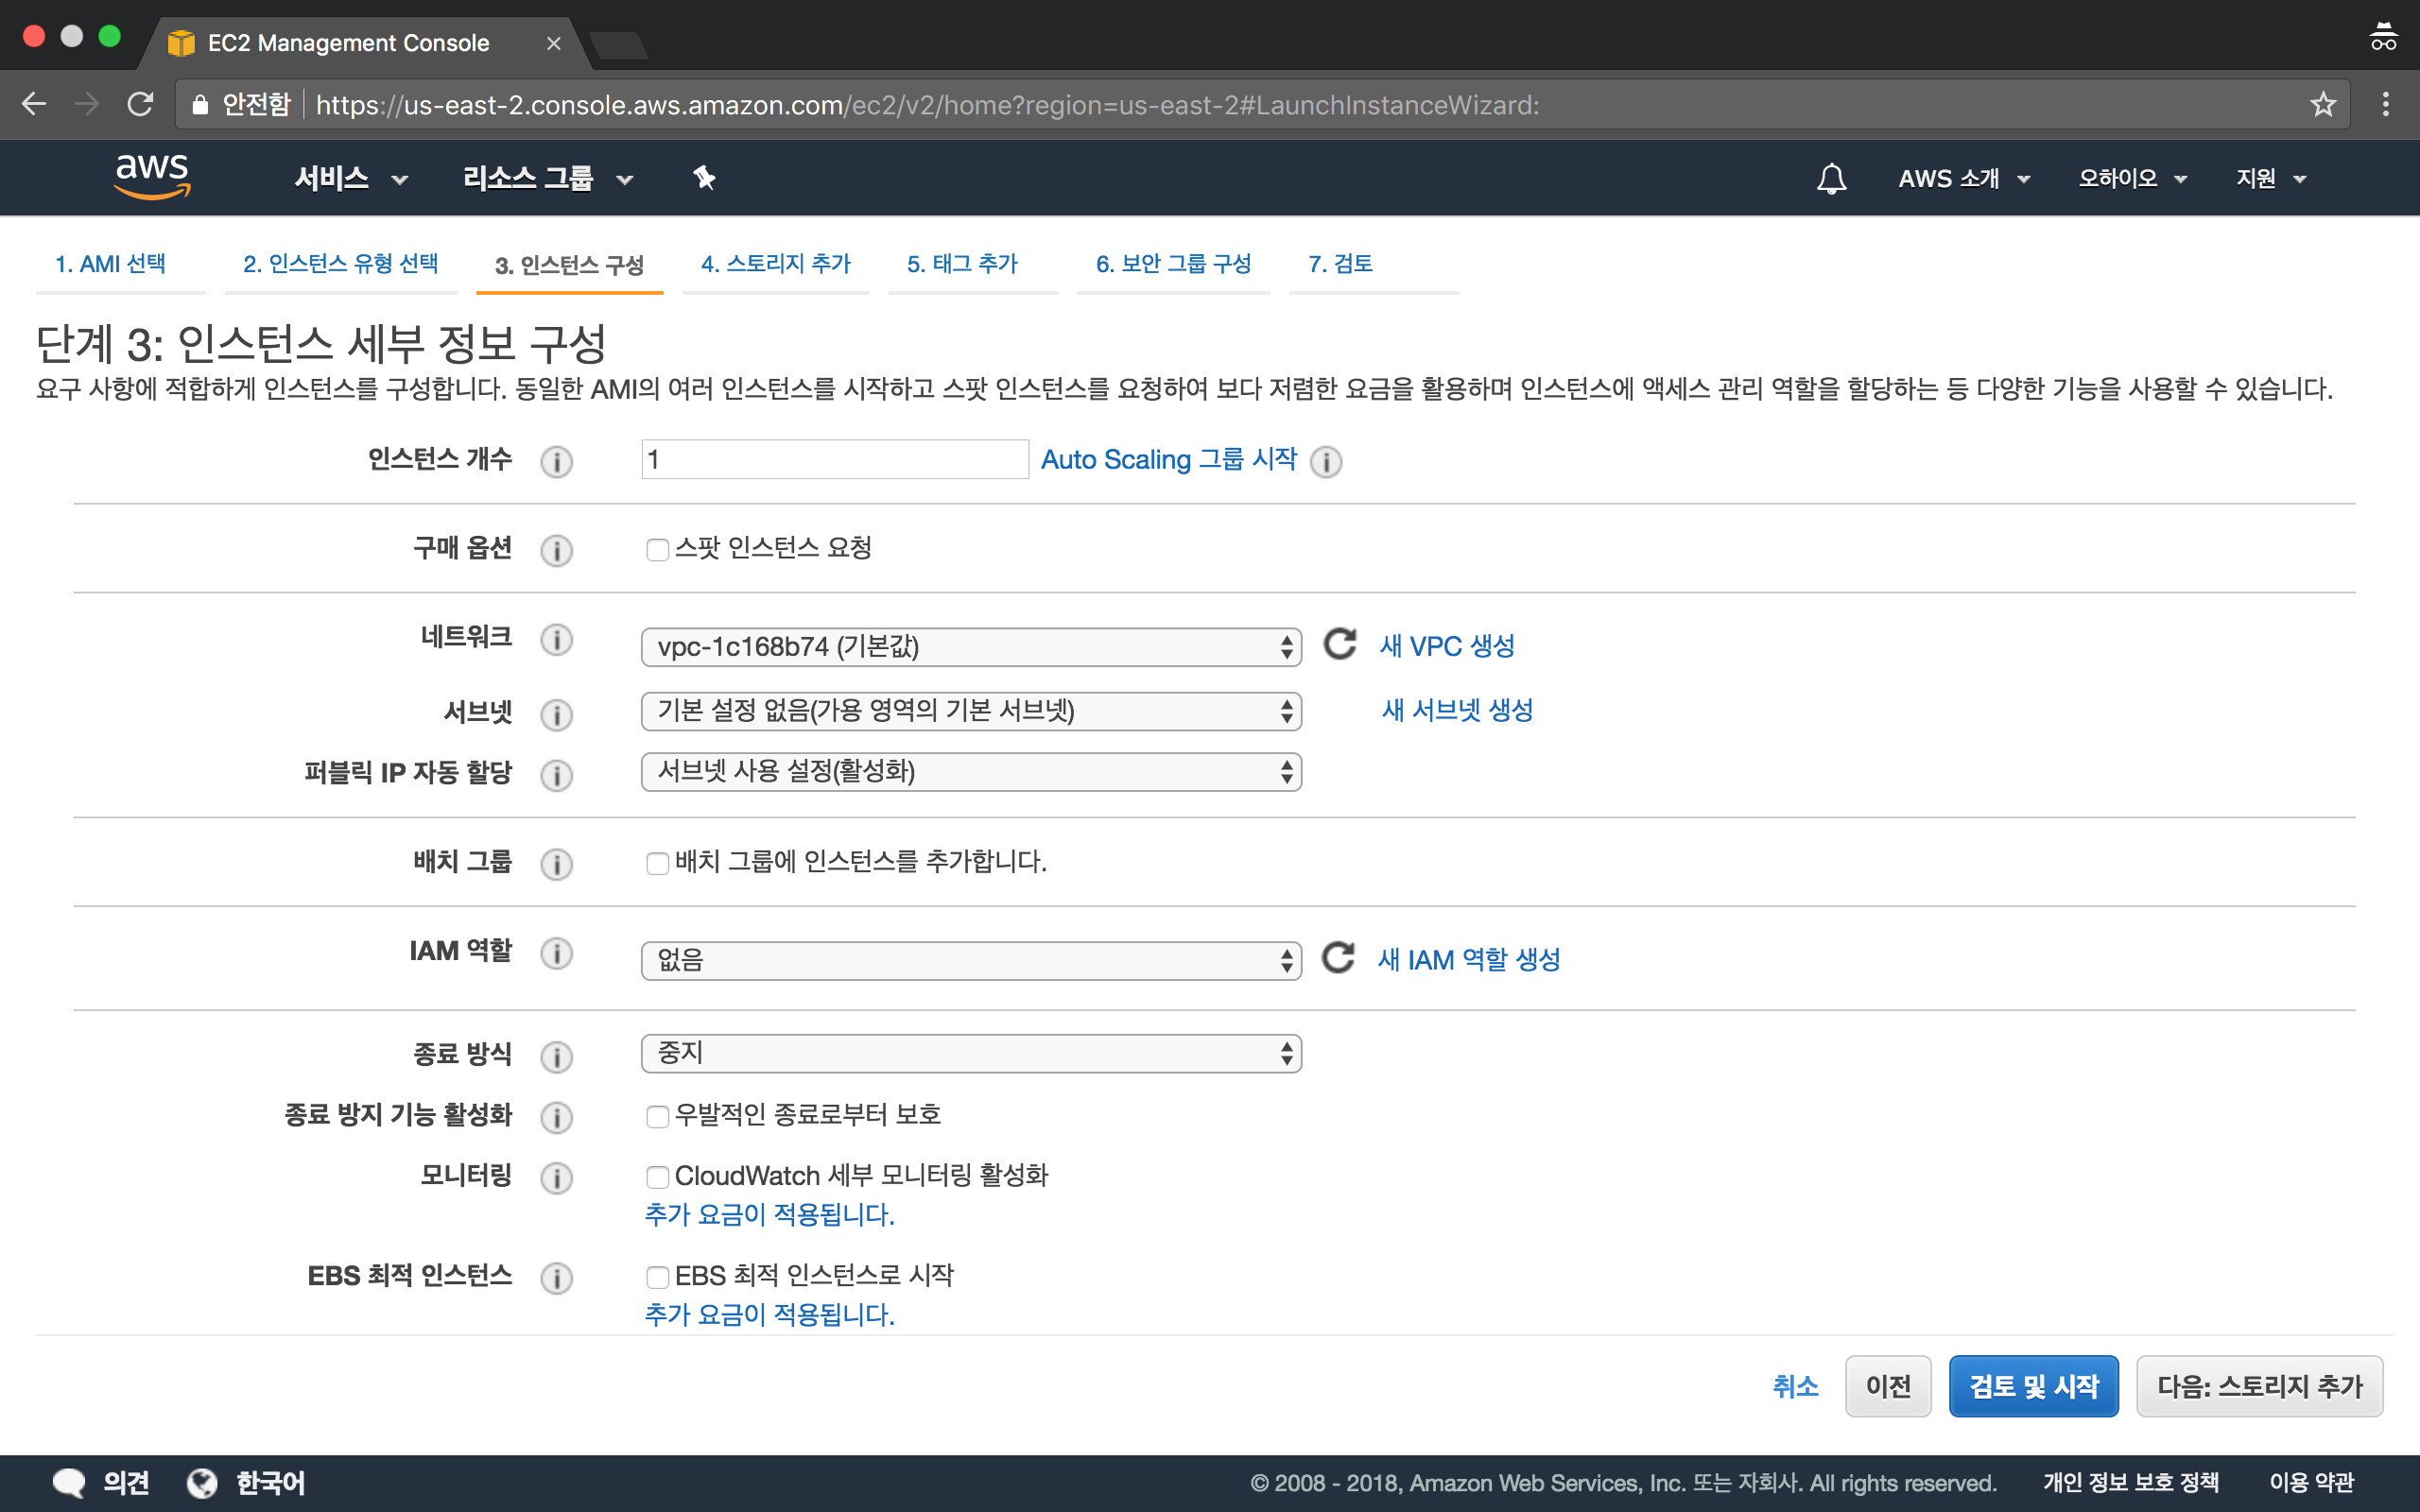 EC2 Management Console
안전함 https://us-east-2.console.aws.amazon.com/ec2/v2/home?region=us-east-2#LaunchInstanceWizard:
aws 서비스 리소스 그룹 AWS 소개 오하이오 지원
1. AMI 선택 2. 인스턴스 유형 선택 3. 인스턴스 구성 4. 스토리지 추가 5. 태그 추가 6. 보안 그룹 구성 7. 검토
단계 3: 인스턴스 세부 정보 구성
요구 사항에 적합하게 인스턴스를 구성합니다. 동일한 AMI의 여러 인스턴스를 시작하고 스팟 인스턴스를 요청하여 보다 저렴한 요금을 활용하며 인스턴스에 액세스 관리 역할을 할당하는 등 다양한 기능을 사용할 수 있습니다.
인스턴스 개수 1 Auto Scaling 그룹 시작
구매 옵션 스팟 인스턴스 요청
네트워크 vpc-1c168b74 (기본값) 새 VPC 생성
서브넷 기본 설정 없음(가용 영역의 기본 서브넷) 새 서브넷 생성
퍼블릭 IP 자동 할당 서브넷 사용 설정(활성화)
배치 그룹 배치 그룹에 인스턴스를 추가합니다.
IAM 역할 없음 새 IAM 역할 생성
종료 방식 중지
종료 방지 기능 활성화 우발적인 종료로부터 보호
모니터링 CloudWatch 세부 모니터링 활성화
추가 요금이 적용됩니다.
EBS 최적 인스턴스 EBS 최적 인스턴스로 시작
추가 요금이 적용됩니다.
취소 이전 검토 및 시작 다음: 스토리지 추가
의견 한국어 © 2008 - 2018, Amazon Web Services, Inc. 또는 자회사. All rights reserved. 개인 정보 보호 정책 이용 약관